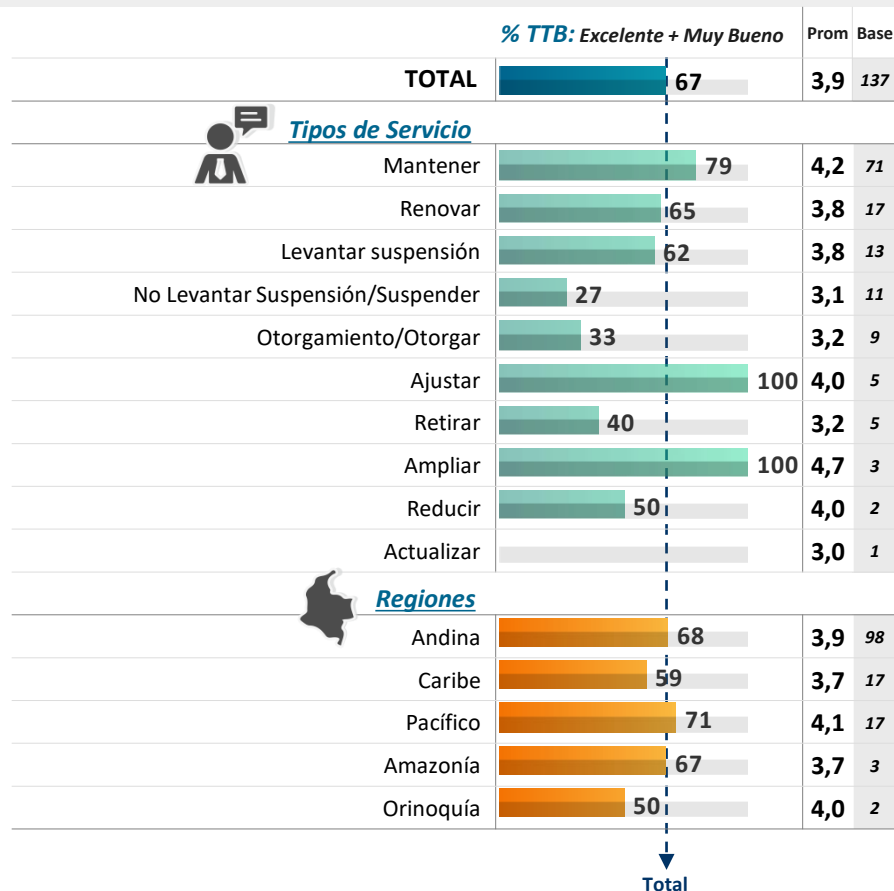 % TTB: Excelente + Muy Bueno Prom Base
TOTAL 67 3,9 137
Tipos de Servicio
Mantener 79 4,2 71
Renovar 65 3,8 17
Levantar suspensión 62 3,8 13
No Levantar Suspensión/Suspender 27 3,1 11
Otorgamiento/Otorgar 33 3,2 9
Ajustar 100 4,0 5
Retirar 40 3,2 5
Ampliar 100 4,7 3
Reducir 50 4,0 2
Actualizar 3,0 1
Regiones
Andina 68 3,9 98
Caribe 59 3,7 17
Pacífico 71 4,1 17
Amazonía 67 3,7 3
Orinoquía 50 4,0 2
Total